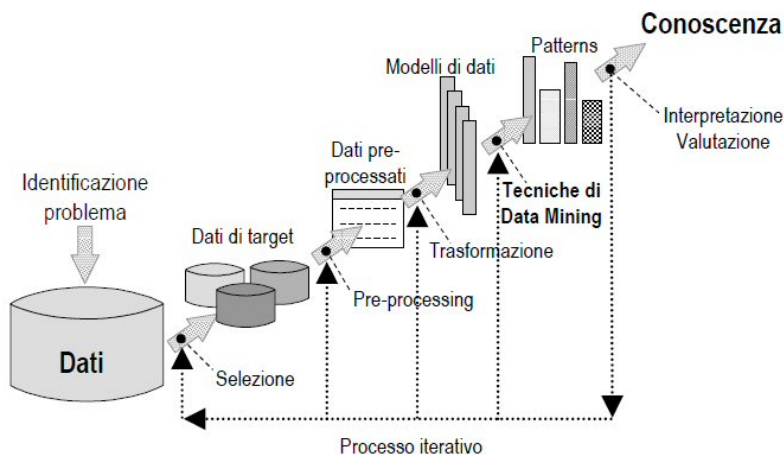 Conoscenza
Patterns
Modelli di dati
Interpretazione
Valutazione
Dati pre-
processati
Identificazione
problema
Tecniche di
Data Mining
Dati di target
Trasformazione
Pre-processing
Dati
Selezione
Processo iterativo